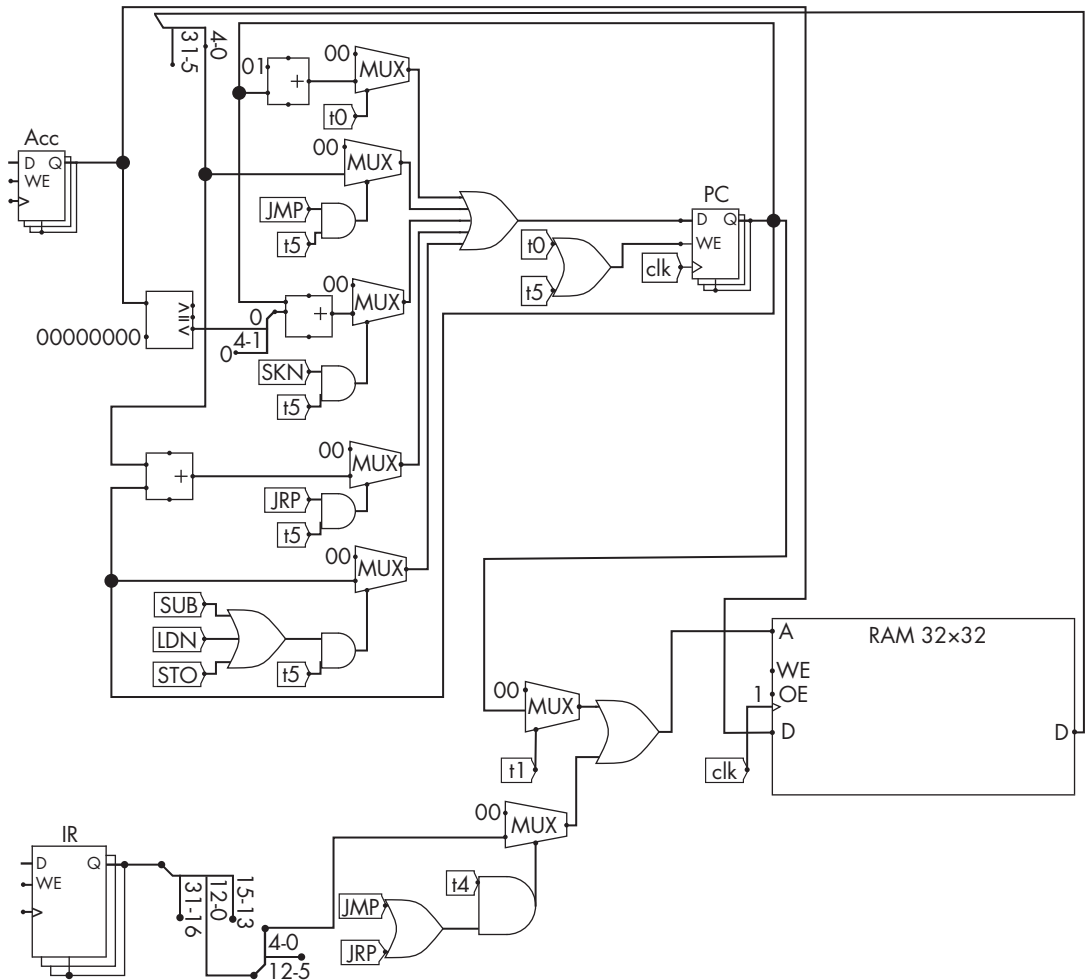 31-5
4-0
01
+
00
MUX
t0
Acc
D Q
WE
00
MUX
JMP
t5
PC
D Q
WE
t0
t5
clk
00
MUX
+
0
4-1
0
< = >
00000000
SKN
t5
+
00
MUX
JRP
t5
00
MUX
SUB
LDN
STO
t5
RAM 32×32
A
WE
1 OE
D
D
clk
00
MUX
t1
00
MUX
t4
JMP
JRP
IR
D Q
WE
31-16
12-0
15-13
4-0
12-5